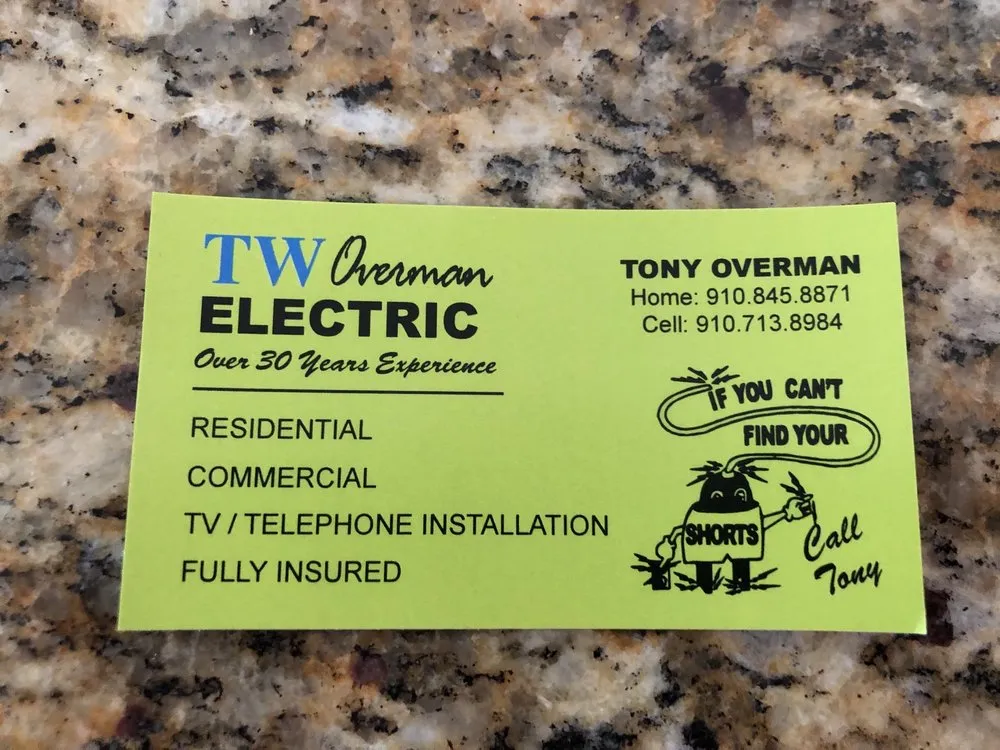 TW Overman
ELECTRIC
Over 30 Years Experience
RESIDENTIAL
COMMERCIAL
TV / TELEPHONE INSTALLATION
FULLY INSURED
TONY OVERMAN
Home: 910.845.8871
Cell: 910.713.8984
IF YOU CAN'T
FIND YOUR
SHORTS
Call
Tony